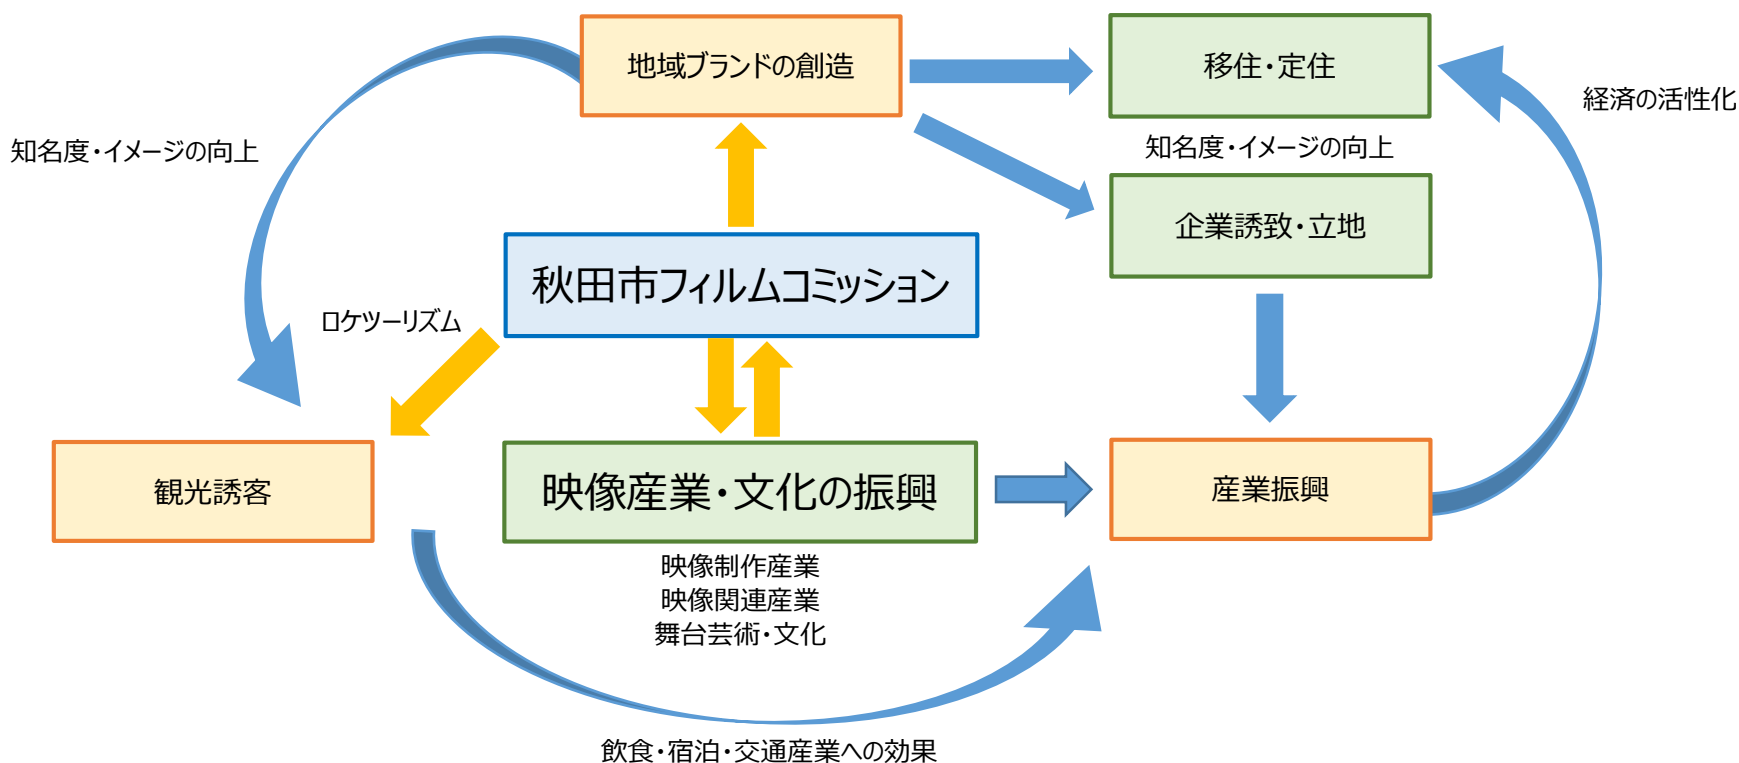 地域ブランドの創造
移住・定住
経済の活性化
知名度・イメージの向上
知名度・イメージの向上
企業誘致・立地
秋田市フィルムコミッション
ロケツーリズム
観光誘客
映像産業・文化の振興
産業振興
映像制作産業
映像関連産業
舞台芸術・文化
飲食・宿泊・交通産業への効果